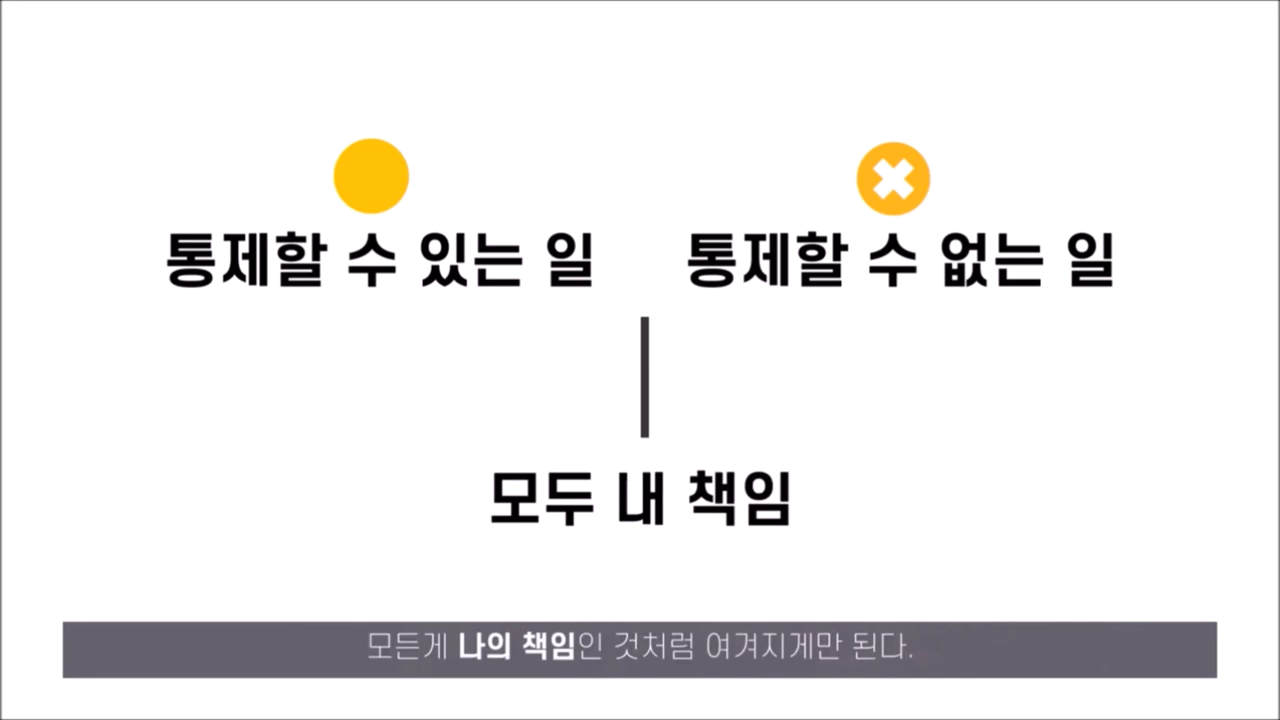 통제할 수 있는 일
통제할 수 없는 일
모두 내 책임
모든게 나의 책임인 것처럼 여겨지게만 된다.